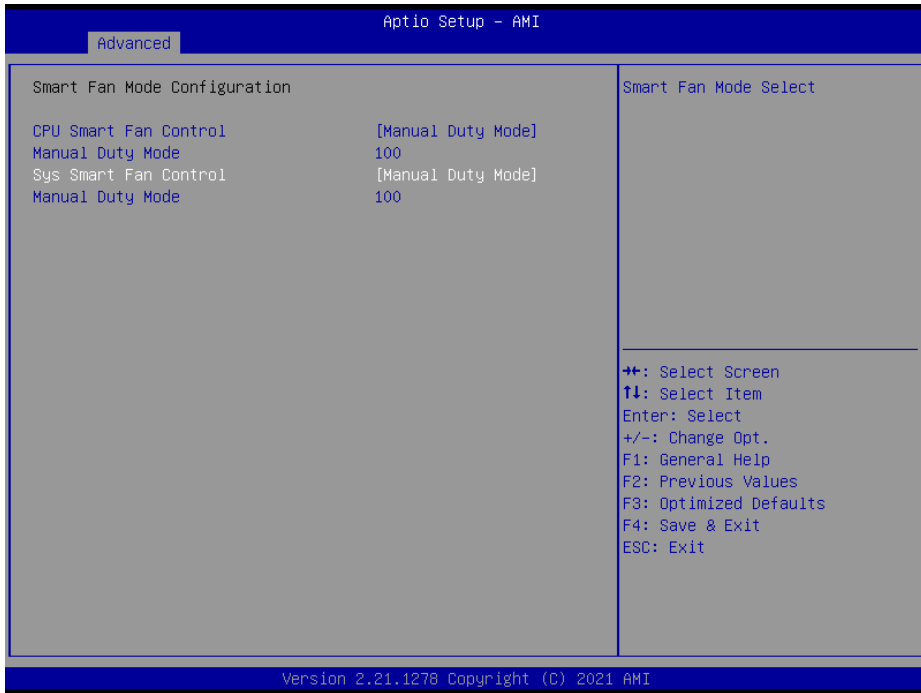 Aptio Setup – AMI
Advanced
Smart Fan Mode Configuration
CPU Smart Fan Control [Manual Duty Mode]
Manual Duty Mode 100
Sys Smart Fan Control [Manual Duty Mode]
Manual Duty Mode 100
Smart Fan Mode Select
→←: Select Screen
↑↓: Select Item
Enter: Select
+/-: Change Opt.
F1: General Help
F2: Previous Values
F3: Optimized Defaults
F4: Save & Exit
ESC: Exit
Version 2.21.1278 Copyright (C) 2021 AMI